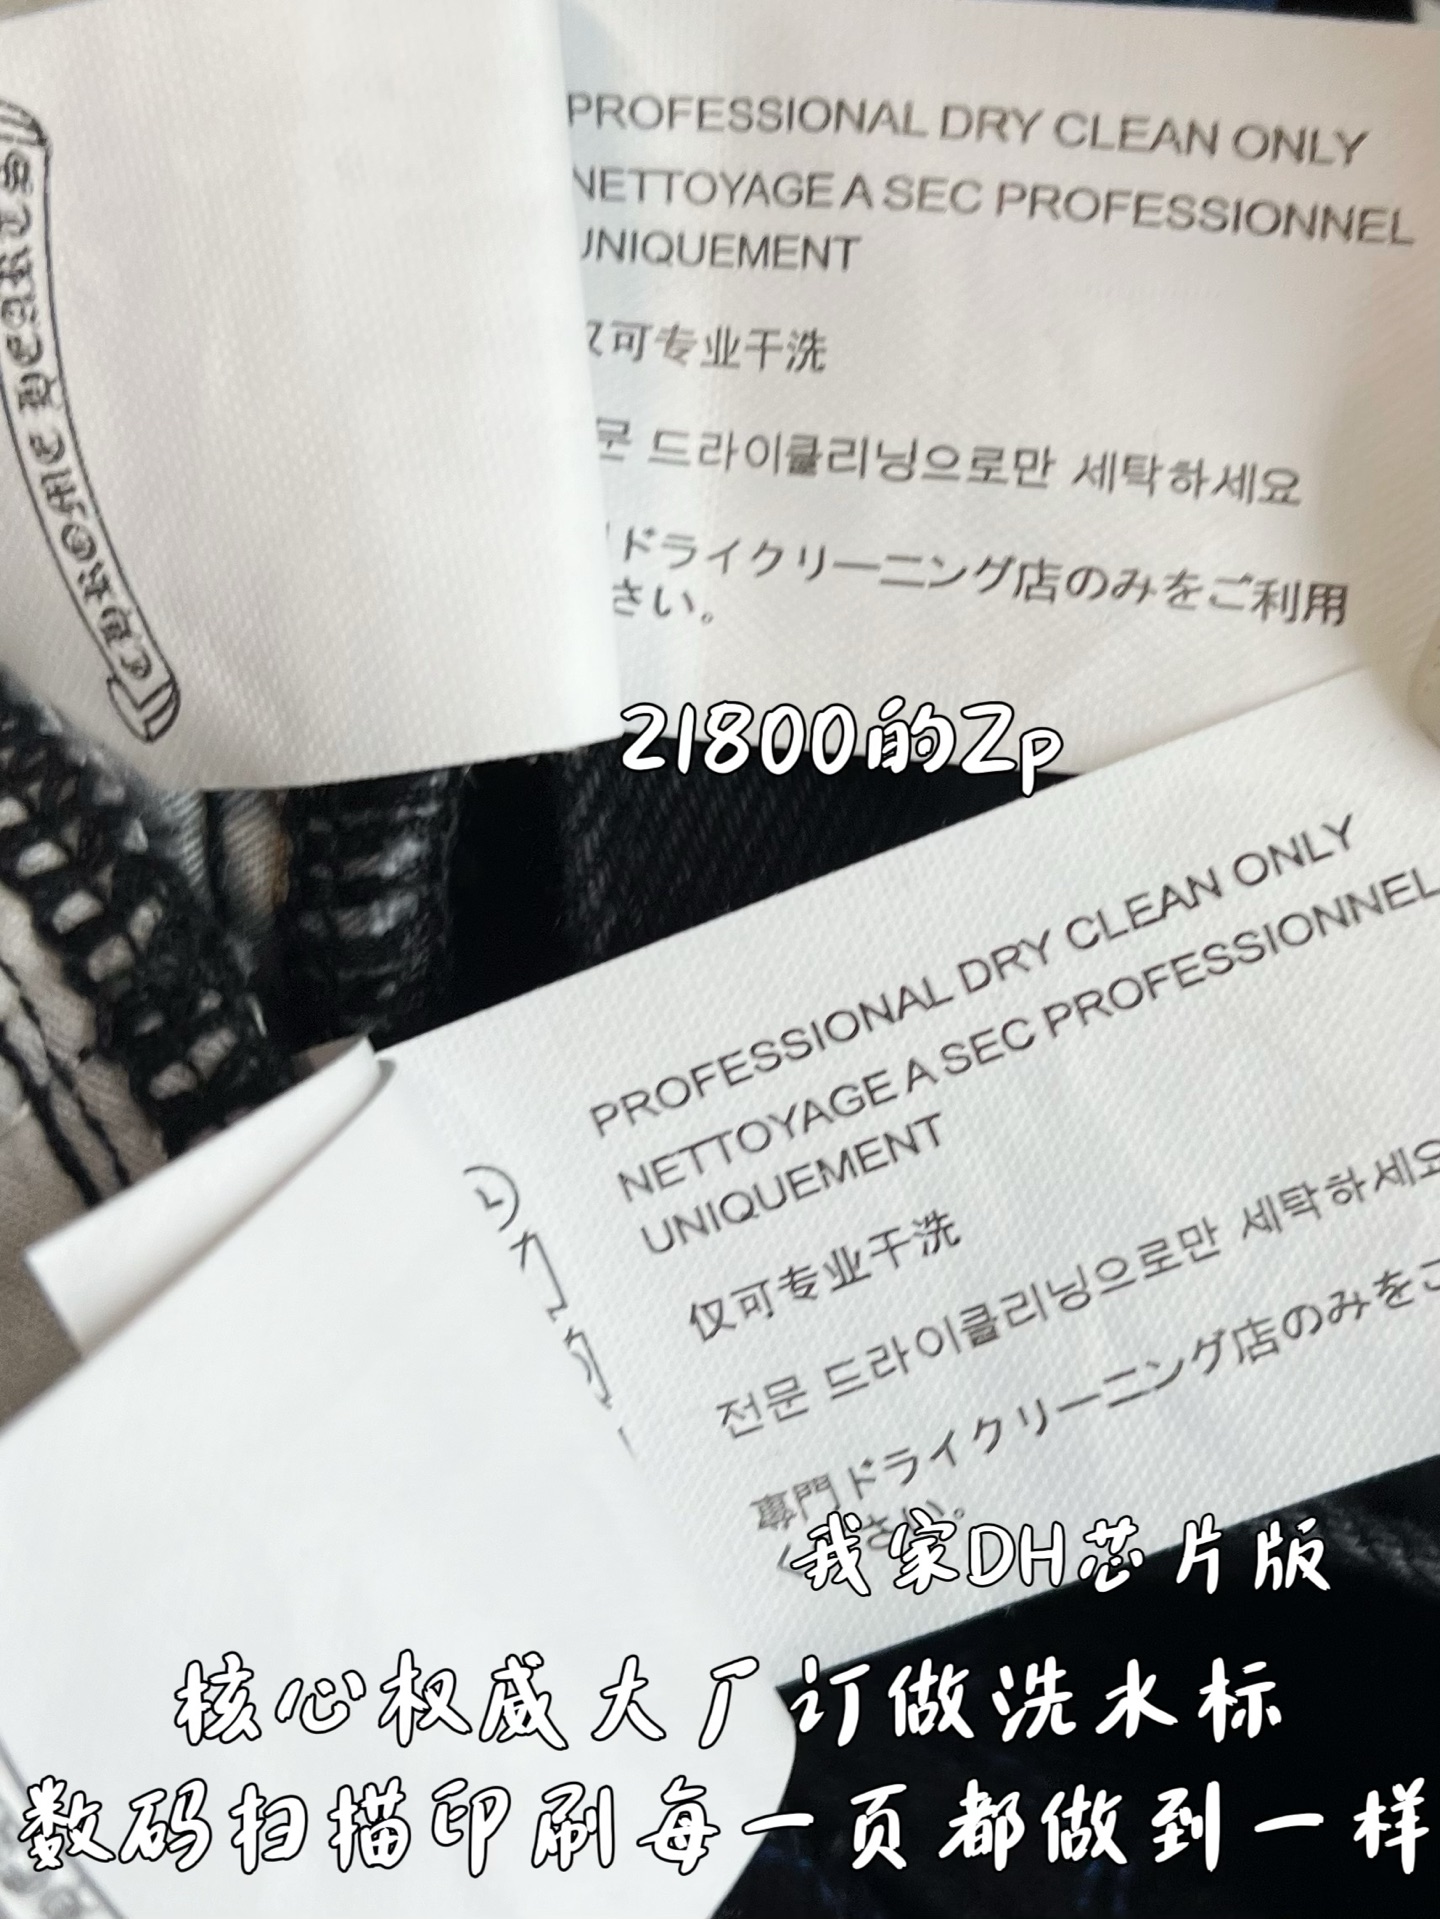 CHROME HEARTS
PROFESSIONAL DRY CLEAN ONLY
NETTOYAGE A SEC PROFESSIONNEL
UNIQUEMENT
仅可专业干洗
문 드라이클리닝으로만 세탁하세요
ドライクリーニング店のみをご利用
さい。
21800的Zp
PROFESSIONAL DRY CLEAN ONLY
NETTOYAGE A SEC PROFESSIONNEL
UNIQUEMENT
仅可专业干洗
전문 드라이클리닝으로만 세탁하세요
専門ドライクリーニング店のみをご
ください。
我家DH芯片版
核心权威大厂订做洗水标
数码扫描印刷每一页都做到一样